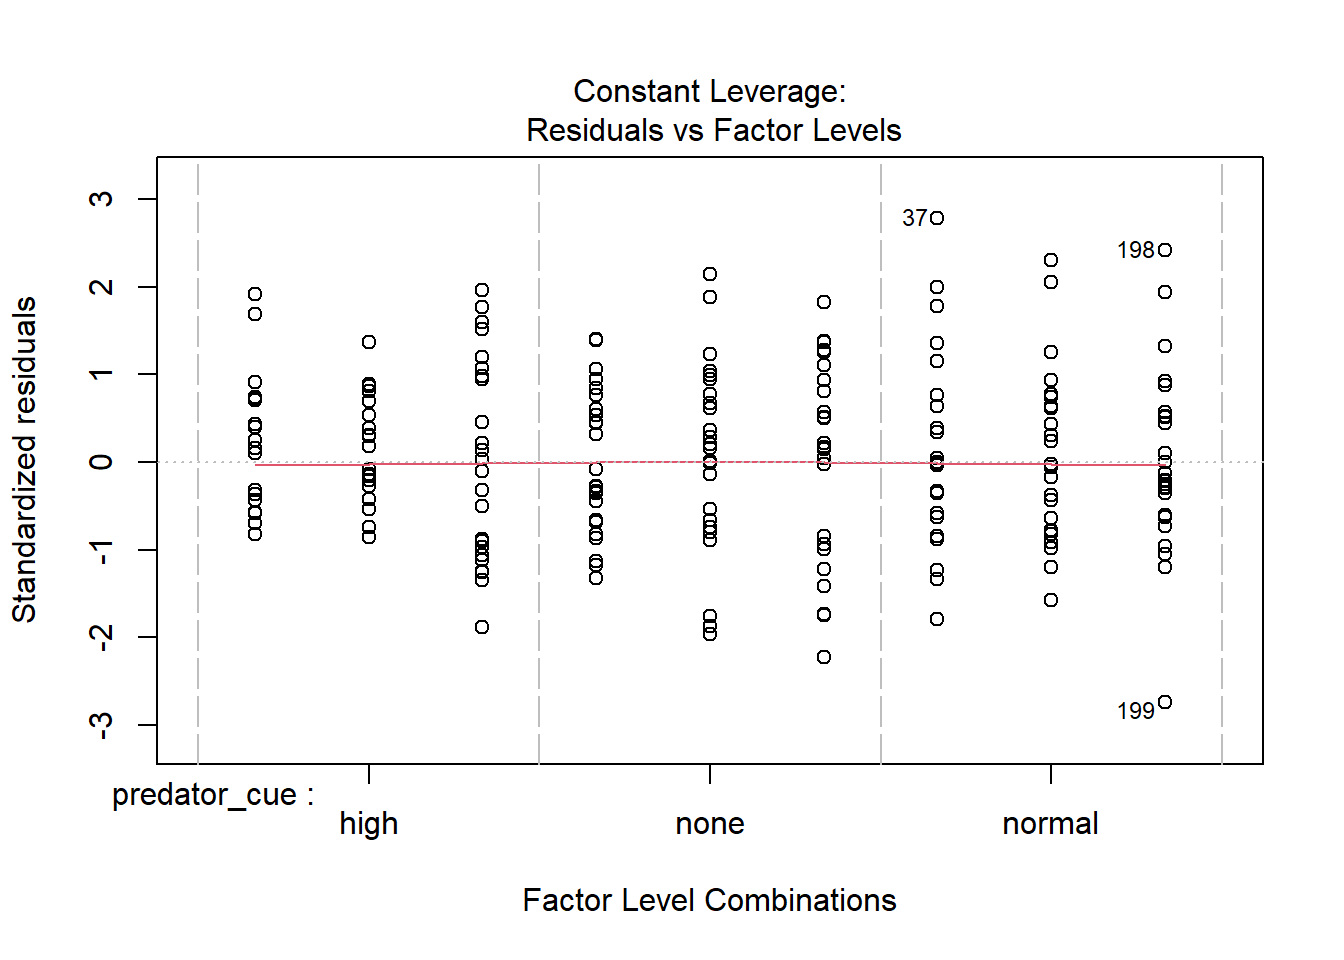 Constant Leverage:
Residuals vs Factor Levels
Standardized residuals
3
2
1
0
-1
-2
-3
37
198
199
predator_cue :
high
none
normal
Factor Level Combinations